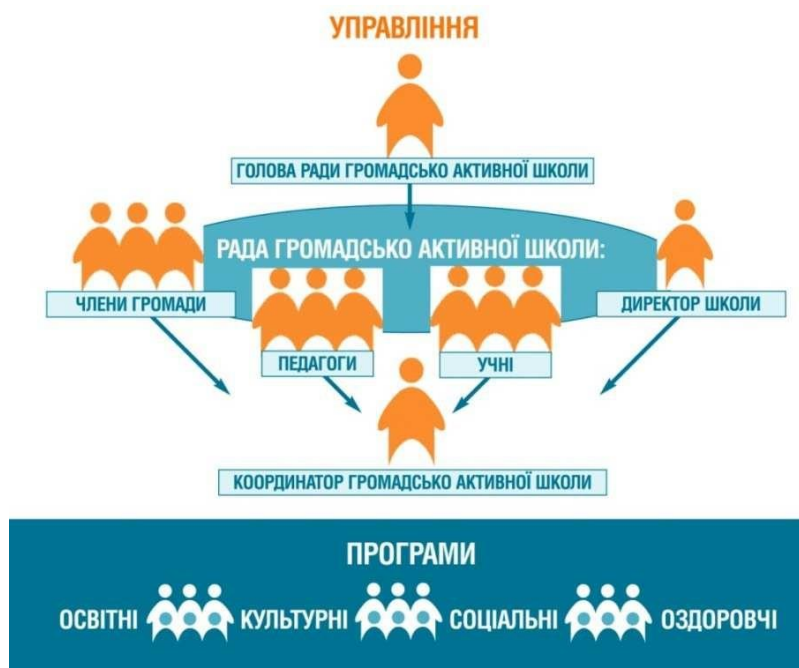 УПРАВЛІННЯ
ГОЛОВА РАДИ ГРОМАДСЬКО АКТИВНОЇ ШКОЛИ
РАДА ГРОМАДСЬКО АКТИВНОЇ ШКОЛИ:
ЧЛЕНИ ГРОМАДИ
ДИРЕКТОР ШКОЛИ
ПЕДАГОГИ
УЧНІ
КООРДИНАТОР ГРОМАДСЬКО АКТИВНОЇ ШКОЛИ
ПРОГРАМИ
ОСВІТНІ КУЛЬТУРНІ СОЦІАЛЬНІ ОЗДОРОВЧІ